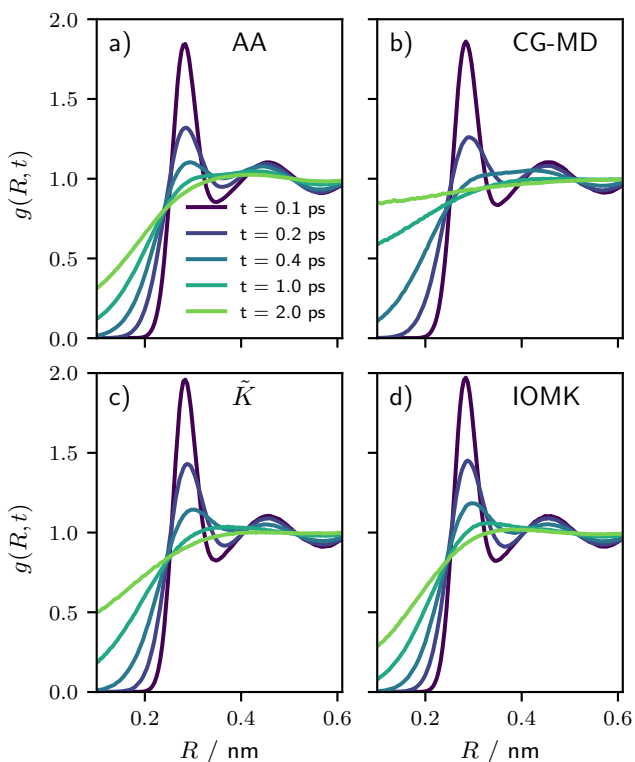 a) AA
b) CG-MD
2.0
1.5
1.0
0.5
0.0
g(R, t)
t = 0.1 ps
t = 0.2 ps
t = 0.4 ps
t = 1.0 ps
t = 2.0 ps
c) K̃
d) IOMK
2.0
1.5
1.0
0.5
0.0
g(R, t)
0.2 0.4 0.6
0.2 0.4 0.6
R / nm
R / nm